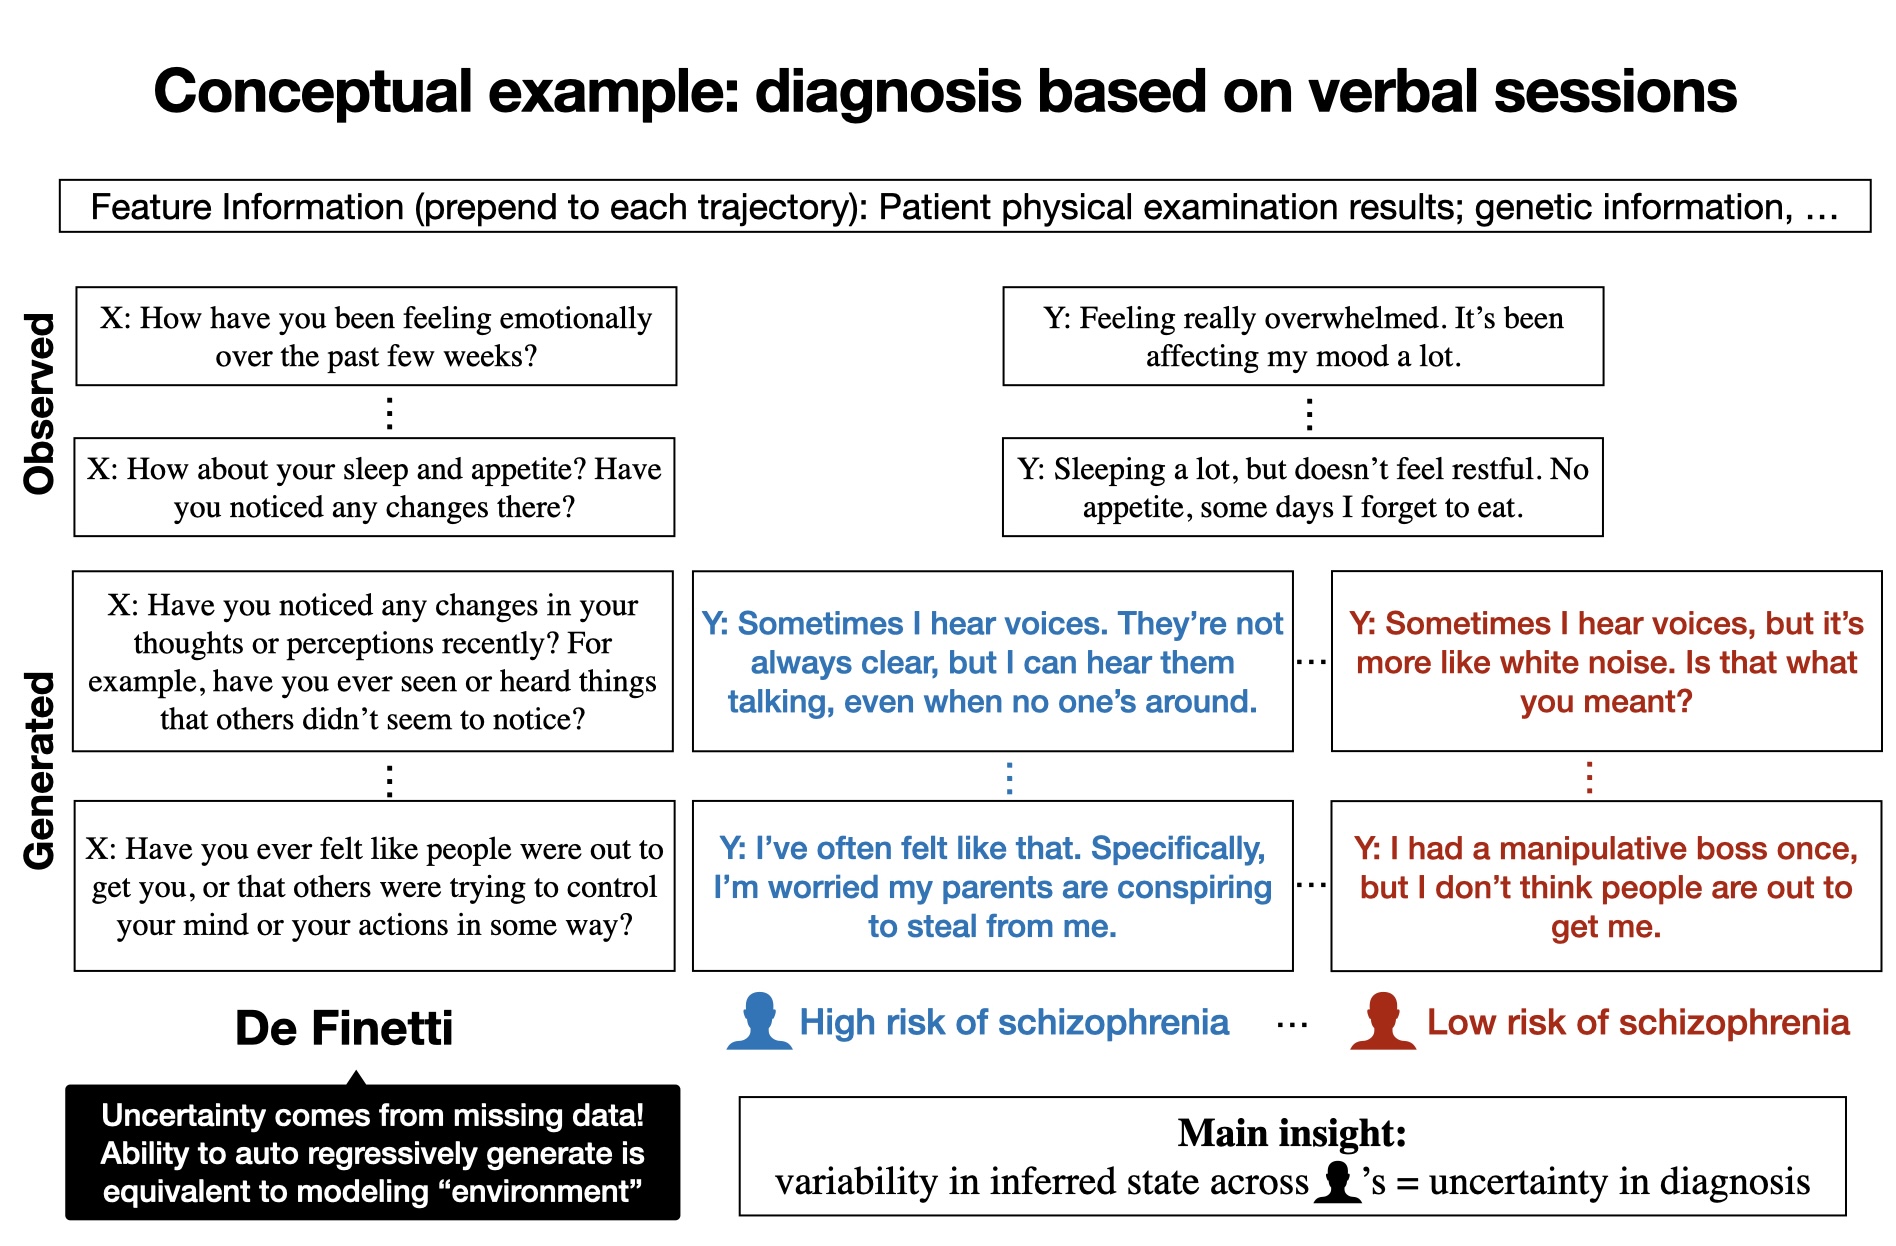 Conceptual example: diagnosis based on verbal sessions
Feature Information (prepend to each trajectory): Patient physical examination results; genetic information, …
Observed
X: How have you been feeling emotionally
over the past few weeks?
Y: Feeling really overwhelmed. It’s been
affecting my mood a lot.
⋮
⋮
X: How about your sleep and appetite? Have
you noticed any changes there?
Y: Sleeping a lot, but doesn’t feel restful. No
appetite, some days I forget to eat.
Generated
X: Have you noticed any changes in your
thoughts or perceptions recently? For
example, have you ever seen or heard things
that others didn’t seem to notice?
Y: Sometimes I hear voices. They’re not
always clear, but I can hear them
talking, even when no one’s around.
…
Y: Sometimes I hear voices, but it’s
more like white noise. Is that what
you meant?
⋮
⋮
⋮
X: Have you ever felt like people were out to
get you, or that others were trying to control
your mind or your actions in some way?
Y: I’ve often felt like that. Specifically,
I’m worried my parents are conspiring
to steal from me.
…
Y: I had a manipulative boss once,
but I don’t think people are out to
get me.
De Finetti
High risk of schizophrenia
…
Low risk of schizophrenia
Uncertainty comes from missing data!
Ability to auto regressively generate is
equivalent to modeling “environment”
Main insight:
variability in inferred state across ’s = uncertainty in diagnosis